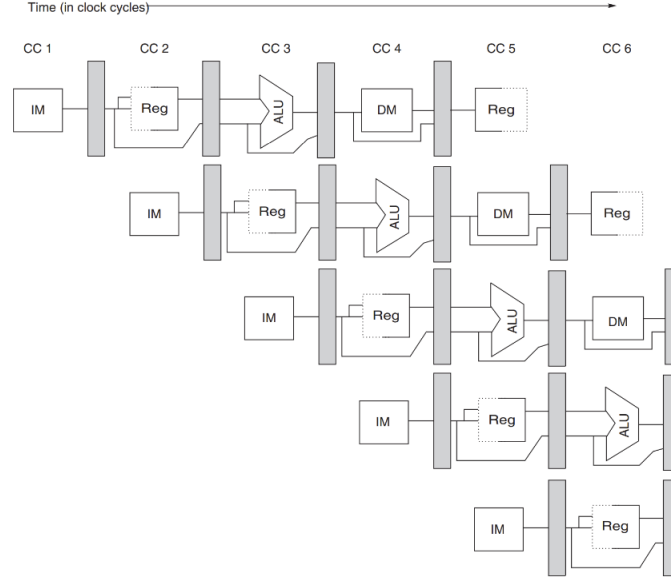 Time (in clock cycles)
CC 1 CC 2 CC 3 CC 4 CC 5 CC 6
IM Reg ALU DM Reg
IM Reg ALU DM Reg
IM Reg ALU DM
IM Reg ALU
IM Reg